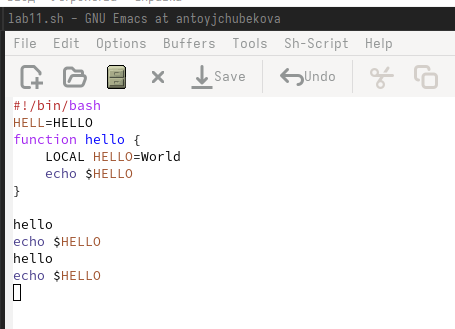 lab11.sh - GNU Emacs at antoyjchubekova
File Edit Options Buffers Tools Sh-Script Help
Save Undo
#!/bin/bash
HELL=HELLO
function hello {
    LOCAL HELLO=World
    echo $HELLO
}
hello
echo $HELLO
hello
echo $HELLO